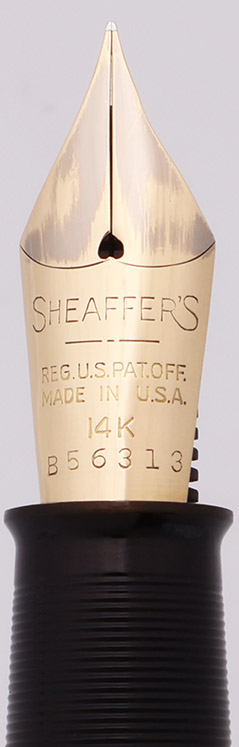 SHEAFFER'S
REG.U.S.PAT.OFF.
MADE IN U.S.A.
14K
B56313